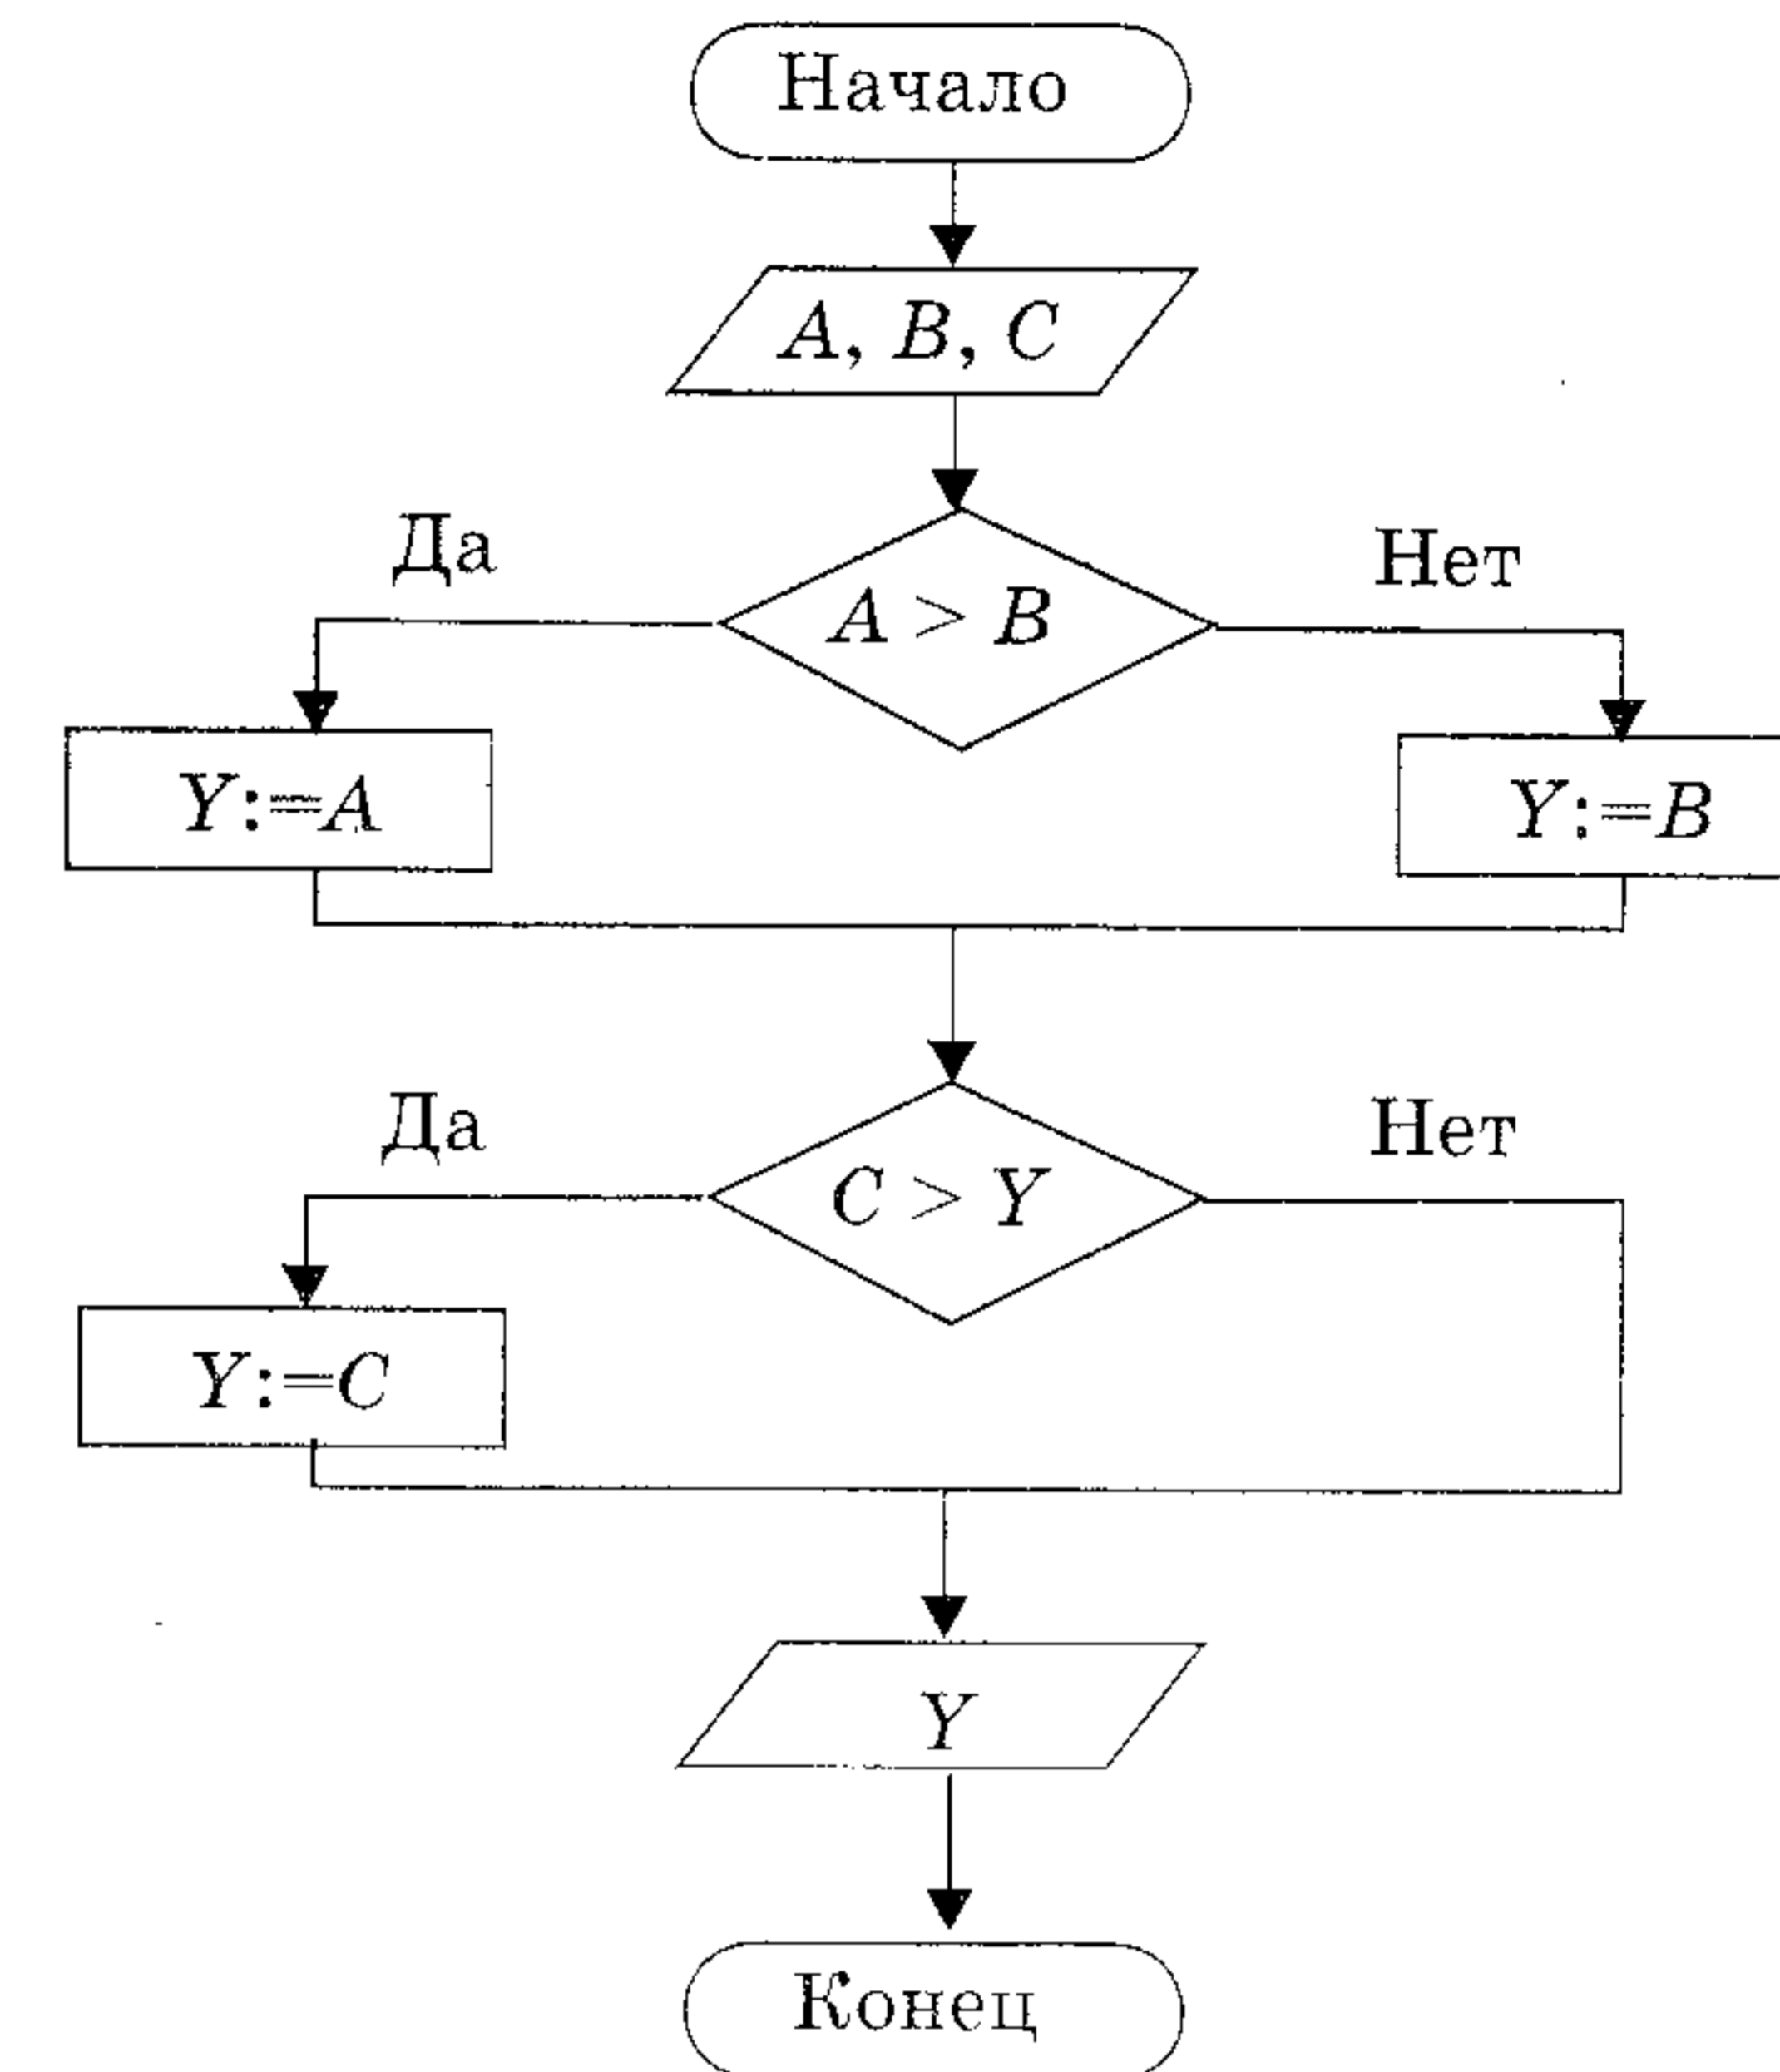 Начало
A, B, C
Да
Нет
A > B
Y:=A
Y:=B
Да
Нет
C > Y
Y:=C
Y
Конец